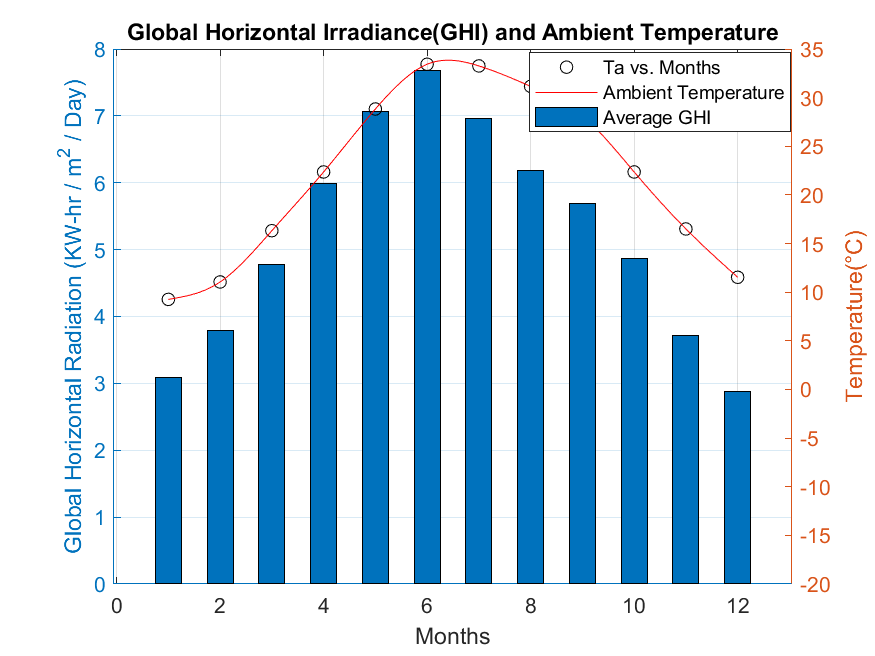 Global Horizontal Irradiance(GHI) and Ambient Temperature
Global Horizontal Radiation (KW-hr / m² / Day)
8
7
6
5
4
3
2
1
0
Ta vs. Months
Ambient Temperature
Average GHI
35
30
25
20
15
10
5
0
-5
-10
-15
-20
Temperature(°C)
0 2 4 6 8 10 12
Months